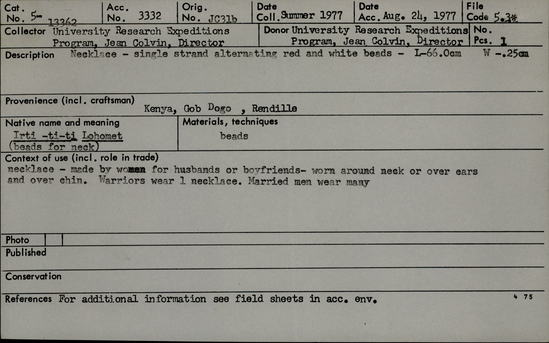 Cat. No. 5-13362 Acc. No. 3332 Orig. No. JC31b Date Coll. Summer 1977 Date Acc. Aug. 24, 1977 File Code 5.3*
Collector University Research Expeditions Program, Jean Colvin, Director Donor University Research Expeditions Program, Jean Colvin, Director No. Pcs. 1
Description Necklace - single strand alternating red and white beads - L-66.0cm W -.25cm
Provenience (incl. craftsman)
Kenya, Gob Dogo , Rendille
Native name and meaning
Irti -ti-ti Lohomet
(beads for neck)
Materials, techniques
beads
Context of use (incl. role in trade)
necklace - made by women for husbands or boyfriends- worn around neck or over ears
and over chin. Warriors wear 1 necklace. Married men wear many
Photo
Published
Conservation
References For additional information see field sheets in acc. env.
4 75